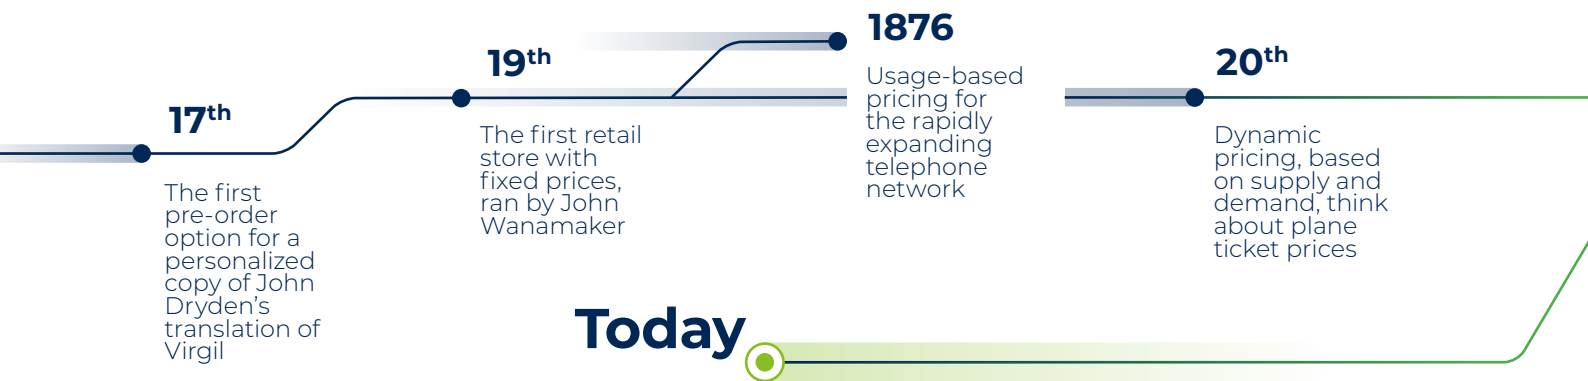 17th
The first
pre-order
option for a
personalized
copy of John
Dryden’s
translation of
Virgil
19th
The first retail
store with
fixed prices,
ran by John
Wanamaker
1876
Usage-based
pricing for
the rapidly
expanding
telephone
network
20th
Dynamic
pricing, based
on supply and
demand, think
about plane
ticket prices
Today